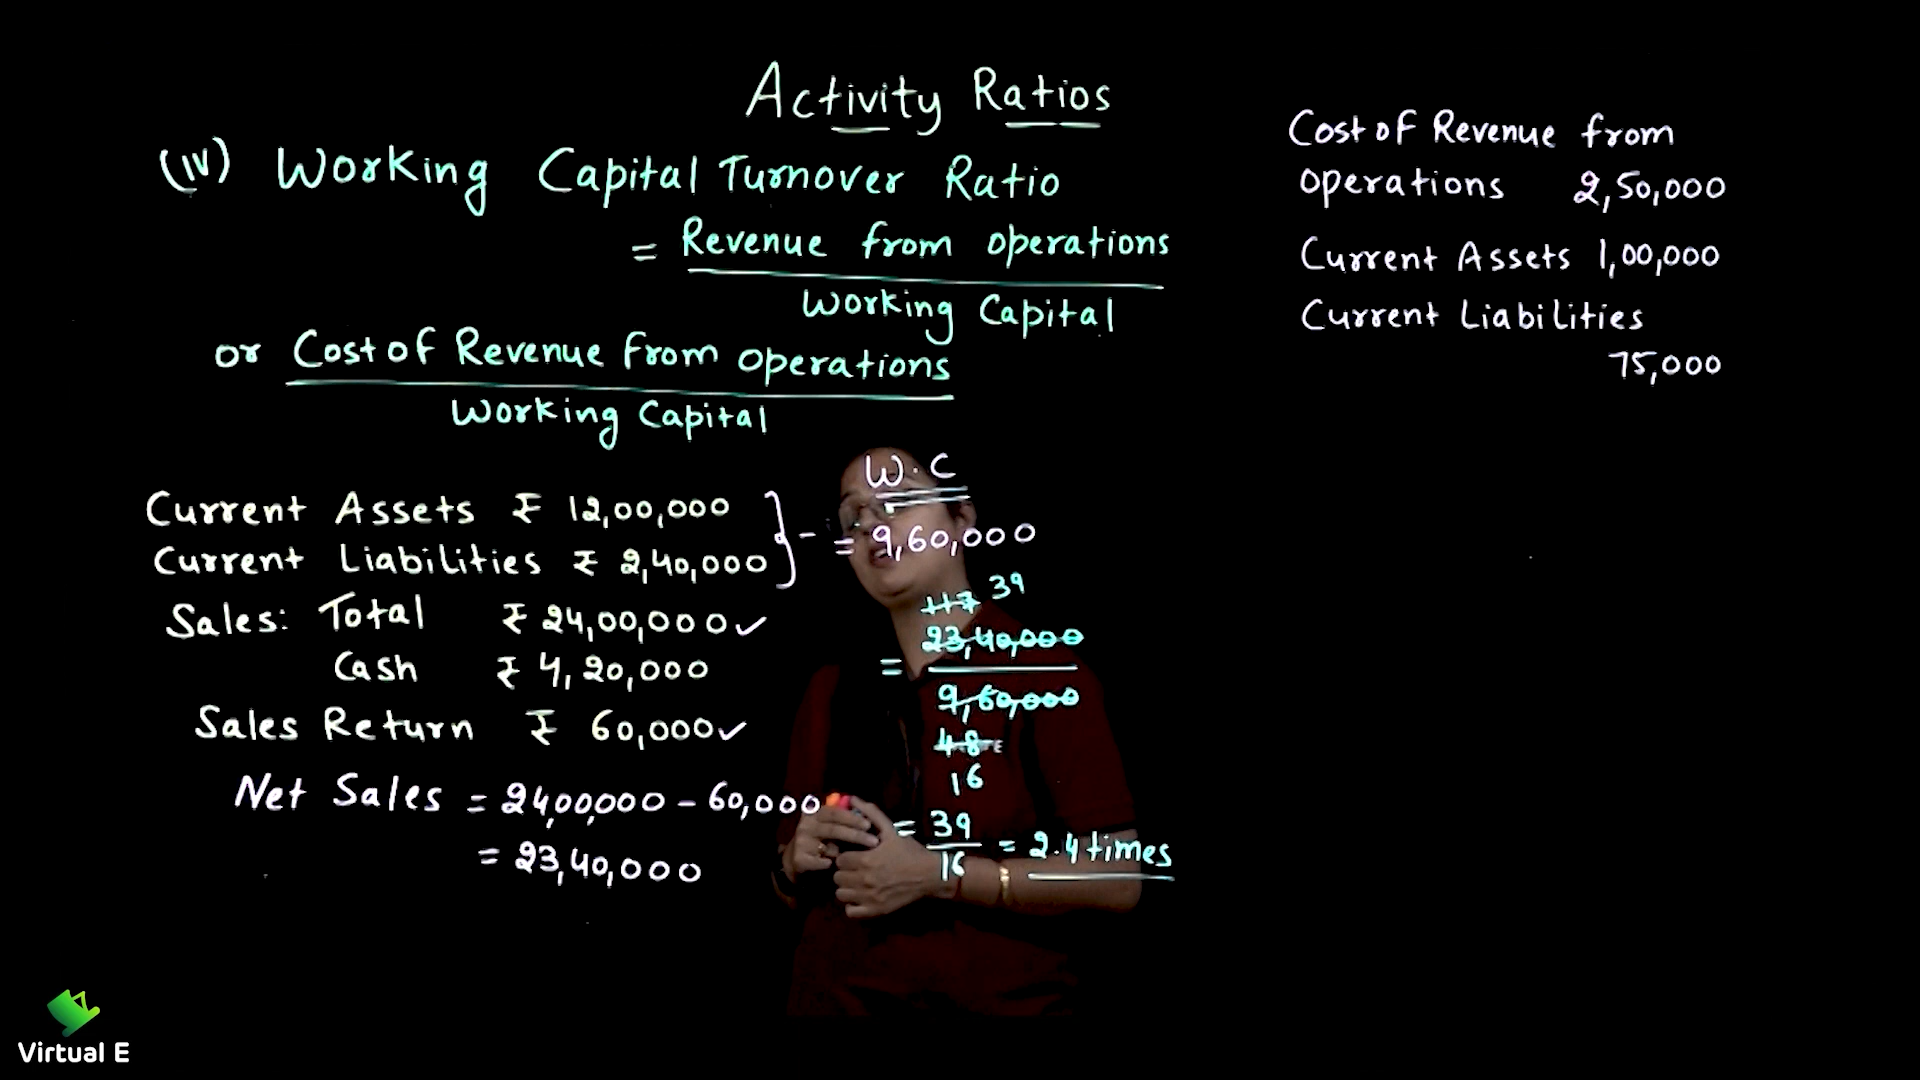 Activity Ratios
(IV) Working Capital Turnover Ratio
= Revenue from operations
Working Capital
or Cost of Revenue from operations
Working Capital
Current Assets ₹ 12,00,000
Current Liabilities ₹ 2,40,000 } -
W.C
= 9,60,000
Sales: Total ₹ 24,00,000 ✓
Cash ₹ 4,20,000
Sales Return ₹ 60,000 ✓
Net Sales = 24,00,000 - 60,000
= 23,40,000
117 39
= 23,40,000
9,60,000
48
16
= 39
16 = 2.4 times
Cost of Revenue from
operations 2,50,000
Current Assets 1,00,000
Current Liabilities
75,000
Virtual E